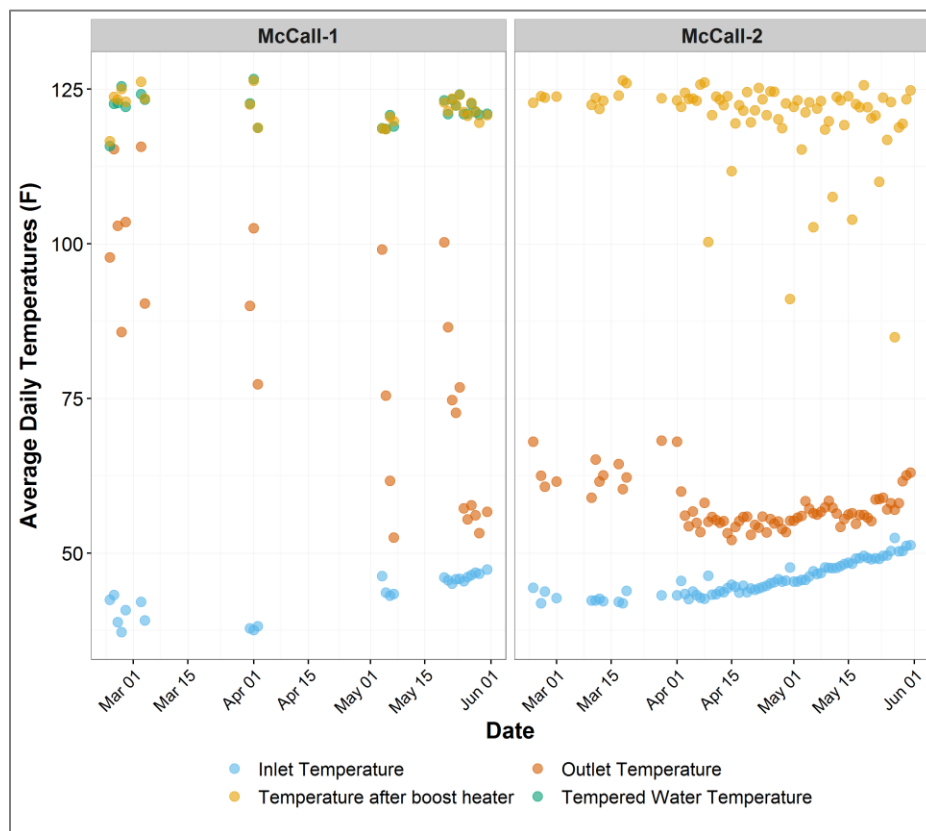 McCall-1 McCall-2
Average Daily Temperatures (F)
125
100
75
50
Mar 01 Mar 15 Apr 01 Apr 15 May 01 May 15 Jun 01 Mar 01 Mar 15 Apr 01 Apr 15 May 01 May 15 Jun 01
Date
Inlet Temperature Outlet Temperature
Temperature after boost heater Tempered Water Temperature